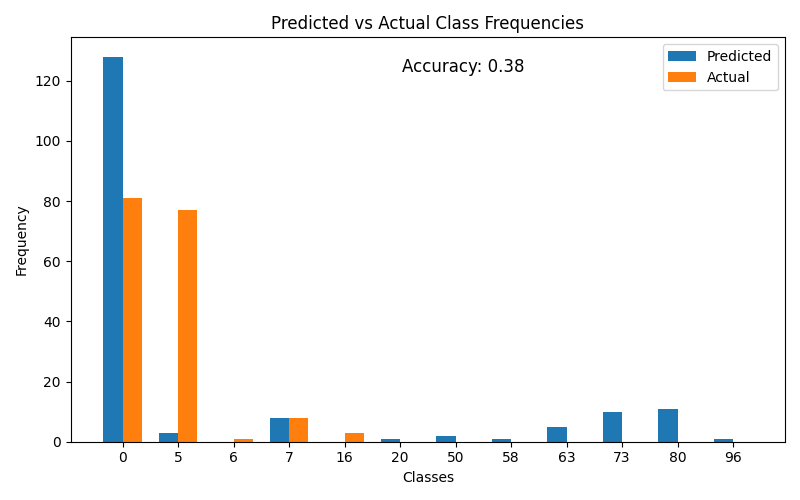 Predicted vs Actual Class Frequencies
Accuracy: 0.38
Predicted
Actual
Frequency
120
100
80
60
40
20
0
0 5 6 7 16 20 50 58 63 73 80 96
Classes